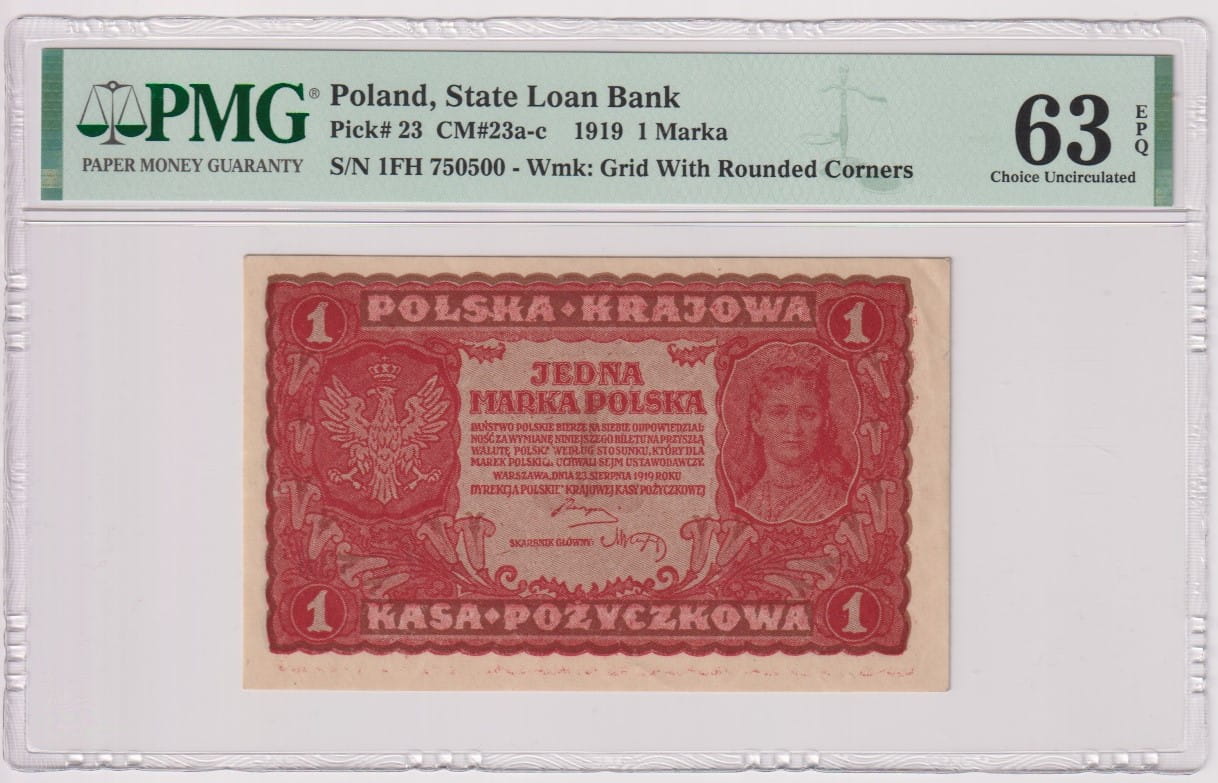 PMG®
PAPER MONEY GUARANTY
Poland, State Loan Bank
Pick# 23 CM#23a-c 1919 1 Marka
S/N 1FH 750500 - Wmk: Grid With Rounded Corners
63
EPQ
Choice Uncirculated
1 POLSKA KRAJOWA 1
JEDNA
MARKA POLSKA
PAŃSTWO POLSKIE BIERZE NA SIEBIE ODPOWIEDZIAL
NOŚĆ ZA WYMIANĘ NINIEJSZEGO BILETU NA PRZYSZŁĄ
WALUTĘ POLSKĄ WEDŁUG STOSUNKU, KTÓRY DLA
MAREK POLSKICH UCHWALI SEJM USTAWODAWCZY.
WARSZAWA, DNIA 23 SIERPNIA 1919 ROKU
DYREKCJA POLSKIEJ KRAJOWEJ KASY POŻYCZKOWEJ
SKARBNIK GŁÓWNY:
1 KASA POŻYCZKOWA 1